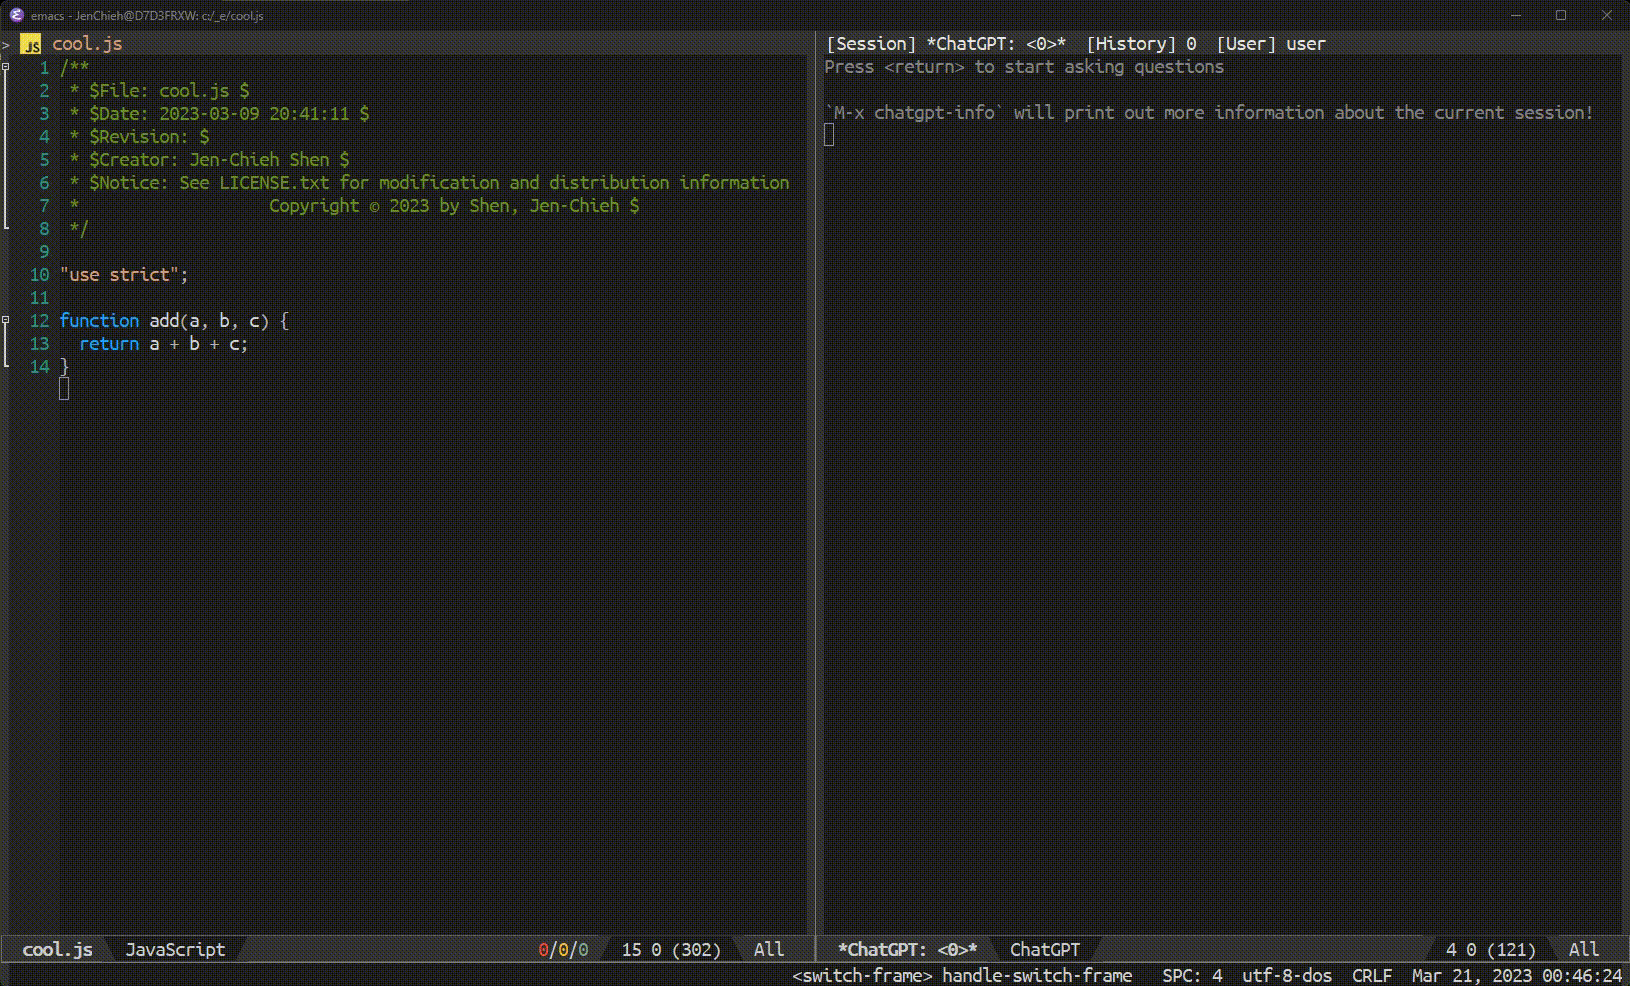 emacs - JenChieh@D7D3FRXW: c:/_e/cool.js
> JS cool.js
1 /**
2  * $File: cool.js $
3  * $Date: 2023-03-09 20:41:11 $
4  * $Revision: $
5  * $Creator: Jen-Chieh Shen $
6  * $Notice: See LICENSE.txt for modification and distribution information
7  *                   Copyright © 2023 by Shen, Jen-Chieh $
8  */
9
10 "use strict";
11
12 function add(a, b, c) {
13   return a + b + c;
14 }
[Session] *ChatGPT: <0>*  [History] 0  [User] user
Press <return> to start asking questions
`M-x chatgpt-info` will print out more information about the current session!
cool.js JavaScript 0/0/0 15 0 (302) All
*ChatGPT: <0>* ChatGPT 4 0 (121) All
<switch-frame> handle-switch-frame SPC: 4 utf-8-dos CRLF Mar 21, 2023 00:46:24